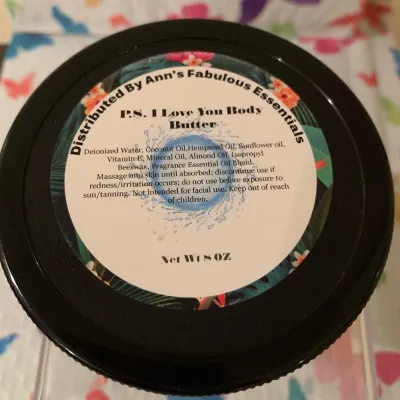 Distributed By Ann's Fabulous Essentials
P.S. I Love You Body
Butter
Deionized Water, Coconut Oil,Hempseed Oil, Sunflower oil,
Vitamin E, Mineral Oil, Almond Oil, Isopropyl
Beeswax, Fragrance Essential Oil Blend.
Massage into skin until absorbed; discontinue use if
redness/irritation occurs; do not use before exposure to
sun/tanning. Not intended for facial use. Keep out of reach
of children.
Net Wt 8 OZ